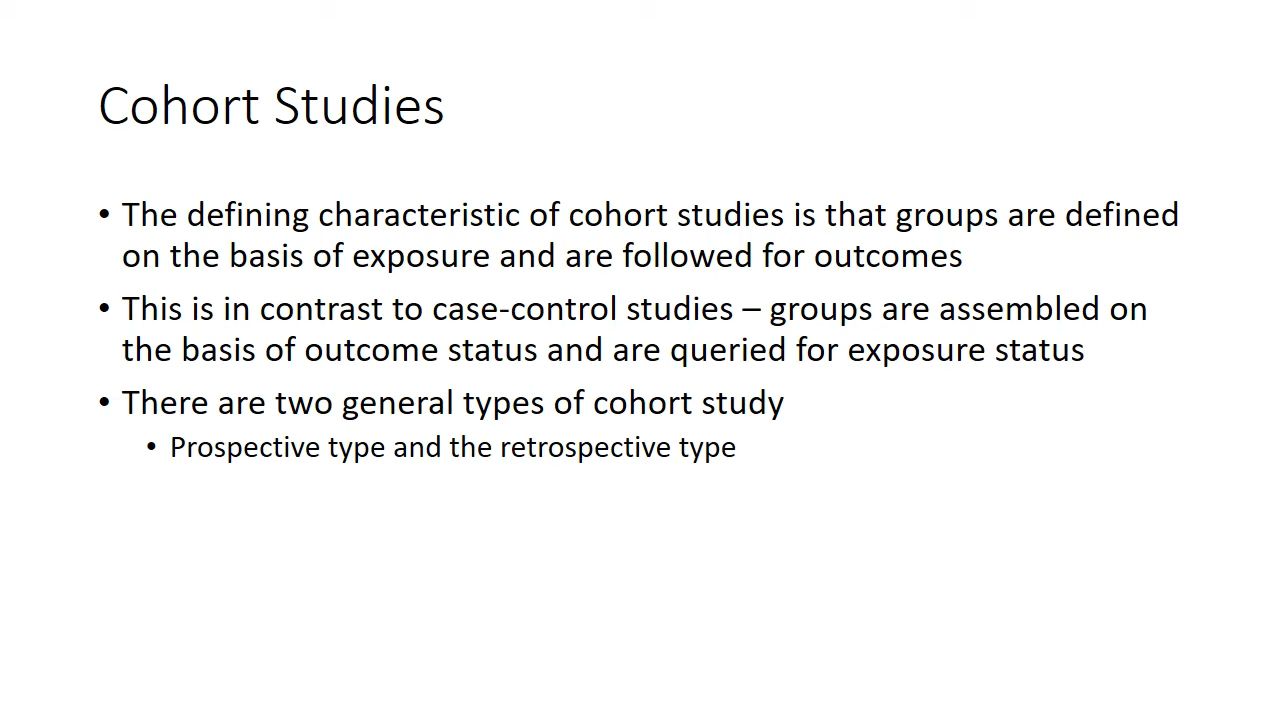 Cohort Studies
• The defining characteristic of cohort studies is that groups are defined
on the basis of exposure and are followed for outcomes
• This is in contrast to case-control studies – groups are assembled on
the basis of outcome status and are queried for exposure status
• There are two general types of cohort study
• Prospective type and the retrospective type